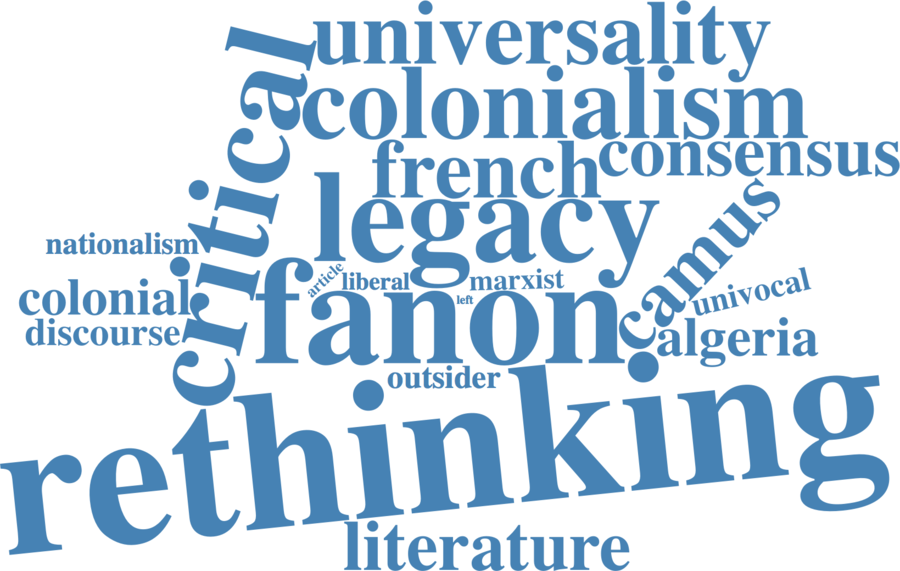 universality
critical
colonialism
french
consensus
legacy
camus
nationalism
article
liberal
marxist
left
colonial
univocal
fanon
discourse
algeria
outsider
rethinking
literature